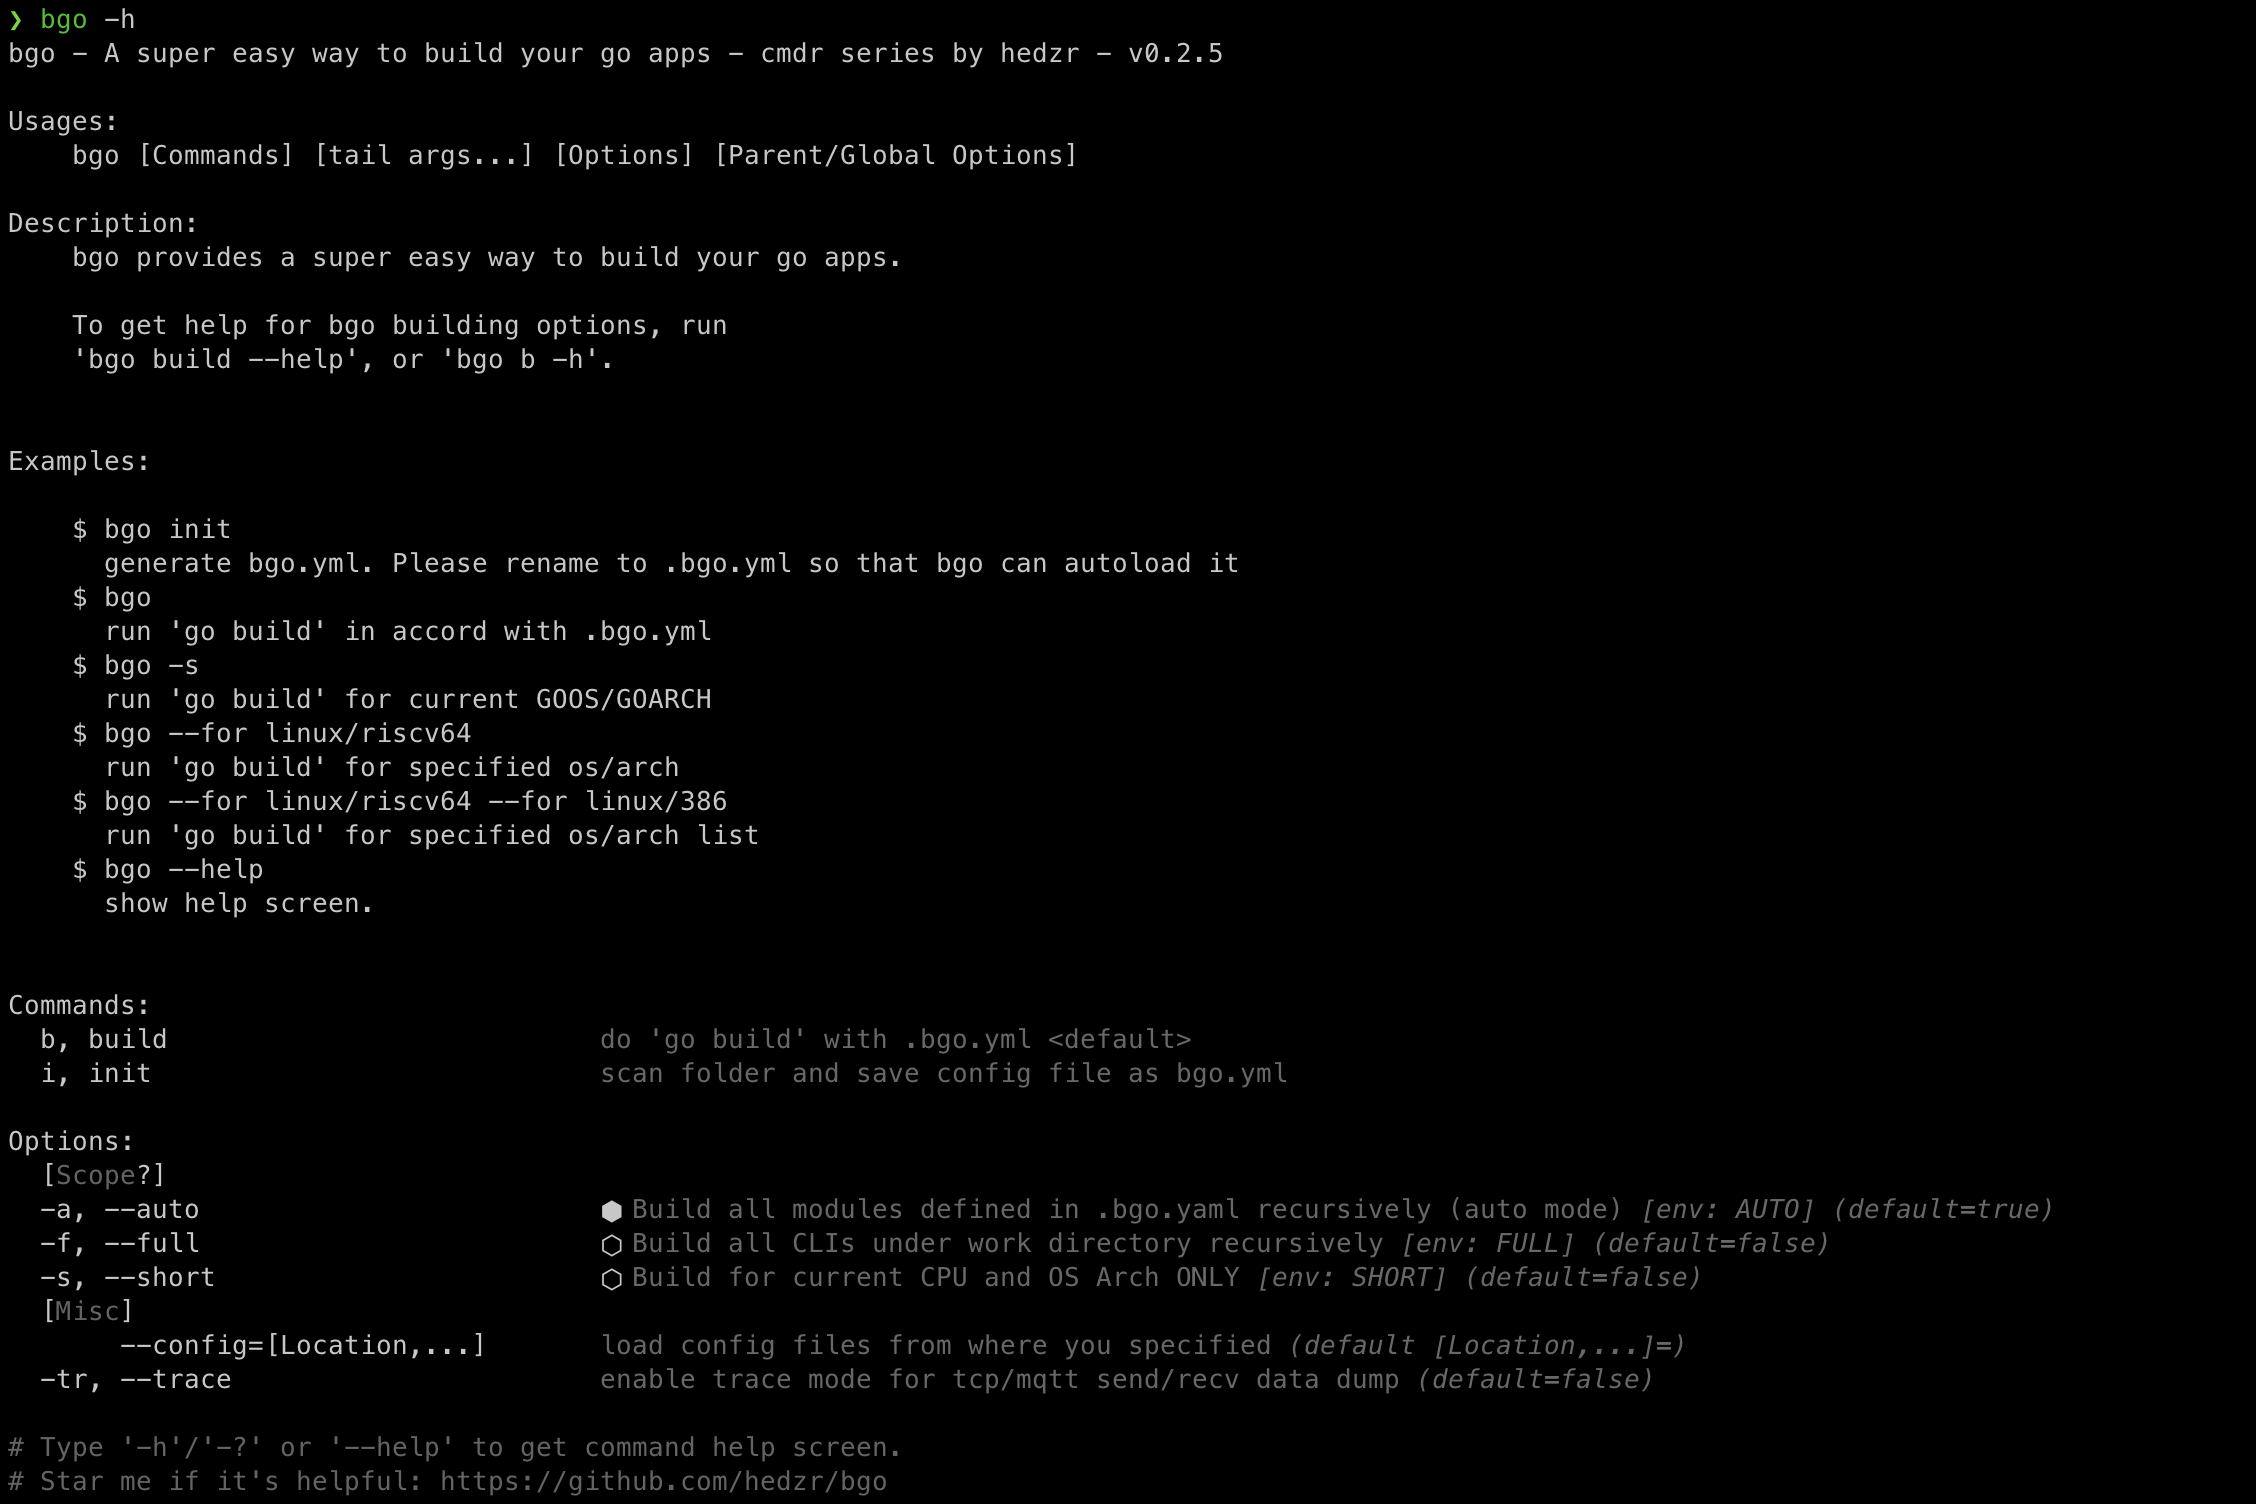 ❯ bgo -h
bgo - A super easy way to build your go apps - cmdr series by hedzr - v0.2.5
Usages:
bgo [Commands] [tail args...] [Options] [Parent/Global Options]
Description:
bgo provides a super easy way to build your go apps.
To get help for bgo building options, run
'bgo build --help', or 'bgo b -h'.
Examples:
$ bgo init
generate bgo.yml. Please rename to .bgo.yml so that bgo can autoload it
$ bgo
run 'go build' in accord with .bgo.yml
$ bgo -s
run 'go build' for current GOOS/GOARCH
$ bgo --for linux/riscv64
run 'go build' for specified os/arch
$ bgo --for linux/riscv64 --for linux/386
run 'go build' for specified os/arch list
$ bgo --help
show help screen.
Commands:
b, build do 'go build' with .bgo.yml <default>
i, init scan folder and save config file as bgo.yml
Options:
[Scope?]
-a, --auto ⬢ Build all modules defined in .bgo.yaml recursively (auto mode) [env: AUTO] (default=true)
-f, --full ⬡ Build all CLIs under work directory recursively [env: FULL] (default=false)
-s, --short ⬡ Build for current CPU and OS Arch ONLY [env: SHORT] (default=false)
[Misc]
--config=[Location,...] load config files from where you specified (default [Location,...]=)
-tr, --trace enable trace mode for tcp/mqtt send/recv data dump (default=false)
# Type '-h'/'-?' or '--help' to get command help screen.
# Star me if it's helpful: https://github.com/hedzr/bgo